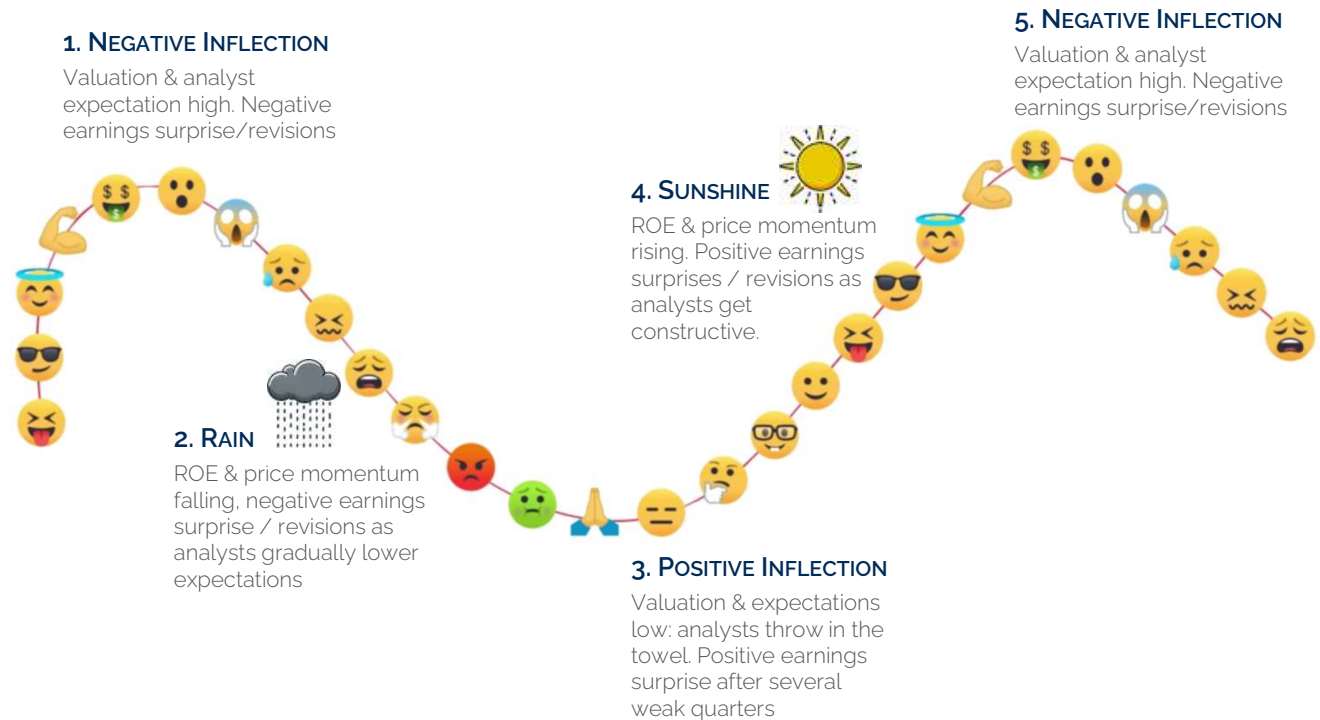 1. NEGATIVE INFLECTION
Valuation & analyst
expectation high. Negative
earnings surprise/revisions
2. RAIN
ROE & price momentum
falling, negative earnings
surprise / revisions as
analysts gradually lower
expectations
3. POSITIVE INFLECTION
Valuation & expectations
low: analysts throw in the
towel. Positive earnings
surprise after several
weak quarters
4. SUNSHINE
ROE & price momentum
rising. Positive earnings
surprises / revisions as
analysts get
constructive.
5. NEGATIVE INFLECTION
Valuation & analyst
expectation high. Negative
earnings surprise/revisions